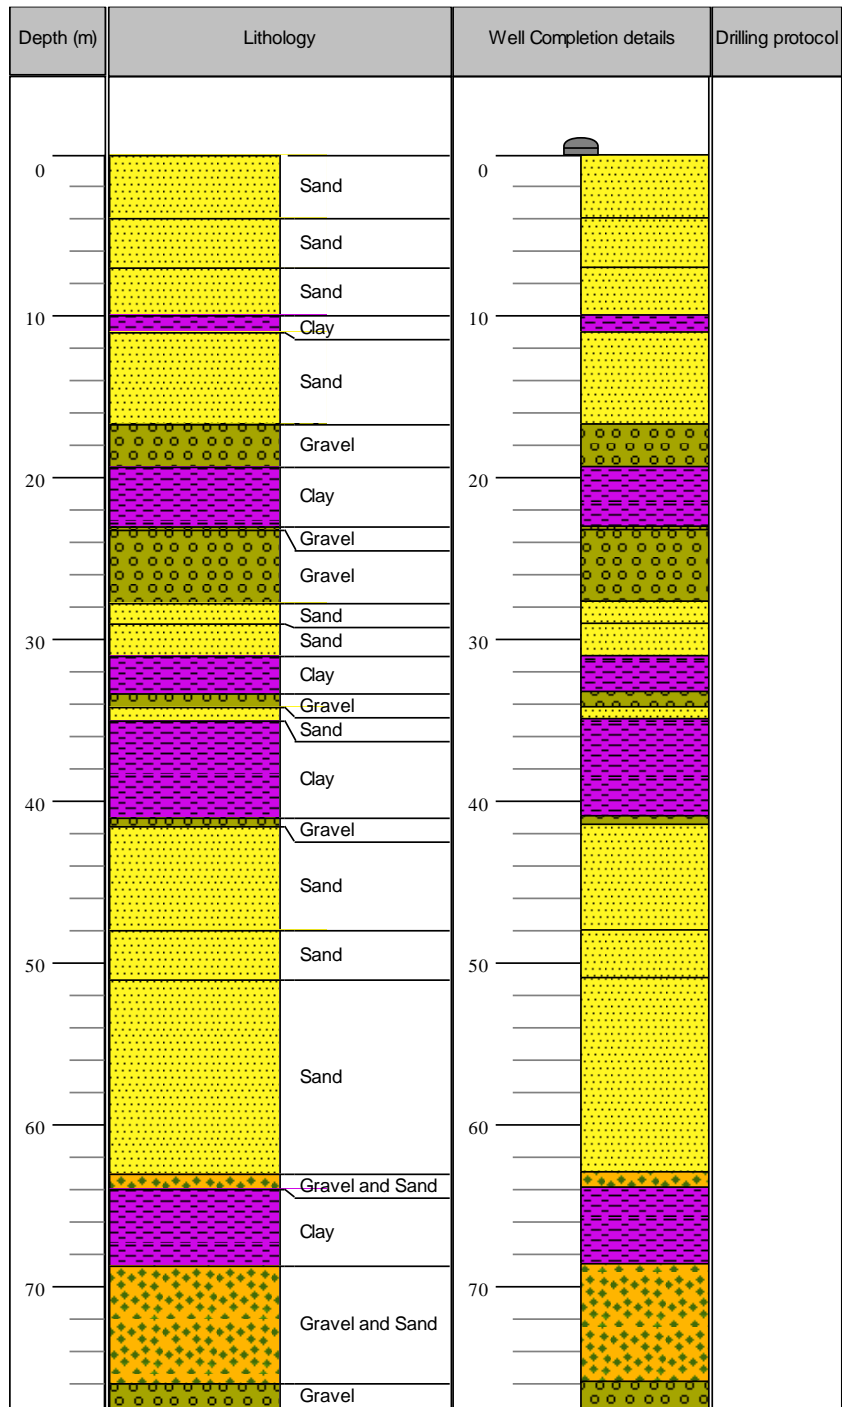 Depth (m) Lithology Well Completion details Drilling protocol
0 Sand 0
Sand
Sand
10 Clay 10
Sand
Gravel
20 Clay 20
Gravel
Gravel
Sand
30 Sand 30
Clay
Gravel
Sand
Clay
40 40
Gravel
Sand
50 Sand 50
Sand
60 60
Gravel and Sand
Clay
70 70
Gravel and Sand
Gravel